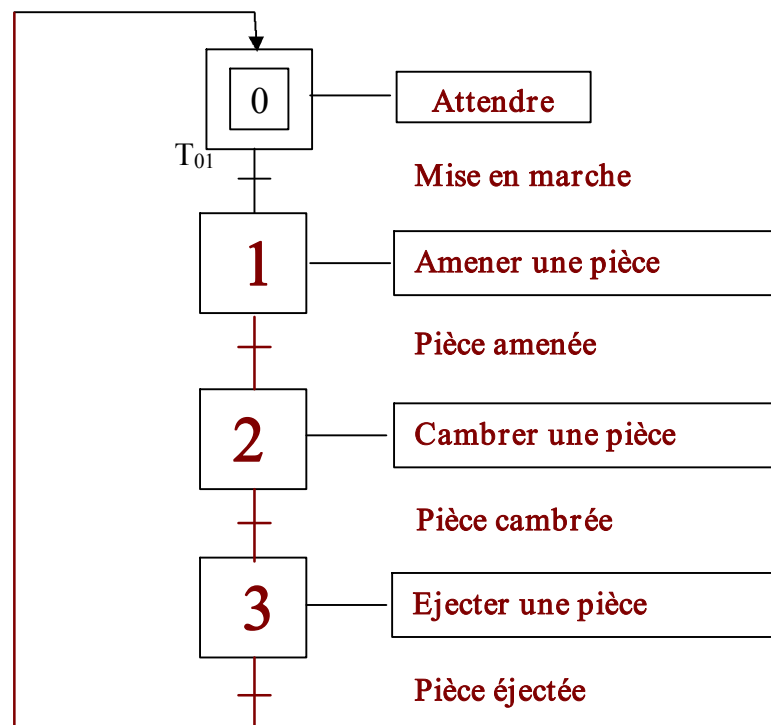 0
Attendre
T01
Mise en marche
1
Amener une pièce
Pièce amenée
2
Cambrer une pièce
Pièce cambrée
3
Ejecter une pièce
Pièce éjectée